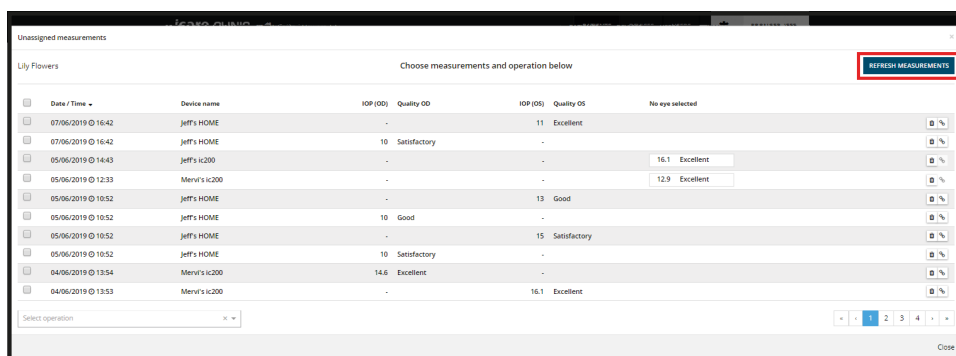 Unassigned measurements ×
Lily Flowers Choose measurements and operation below REFRESH MEASUREMENTS
Date / Time Device name IOP (OD) Quality OD IOP (OS) Quality OS No eye selected
07/06/2019 16:42 Jeff's HOME - 11 Excellent
07/06/2019 16:42 Jeff's HOME 10 Satisfactory -
05/06/2019 14:43 Jeff's ic200 - - 16.1 Excellent
05/06/2019 12:33 Mervi's ic200 - - 12.9 Excellent
05/06/2019 10:52 Jeff's HOME - 13 Good
05/06/2019 10:52 Jeff's HOME 10 Good -
05/06/2019 10:52 Jeff's HOME - 15 Satisfactory
05/06/2019 10:52 Jeff's HOME 10 Satisfactory -
04/06/2019 13:54 Mervi's ic200 14.6 Excellent -
04/06/2019 13:53 Mervi's ic200 - 16.1 Excellent
Select operation × « ‹ 1 2 3 4 › »
Close